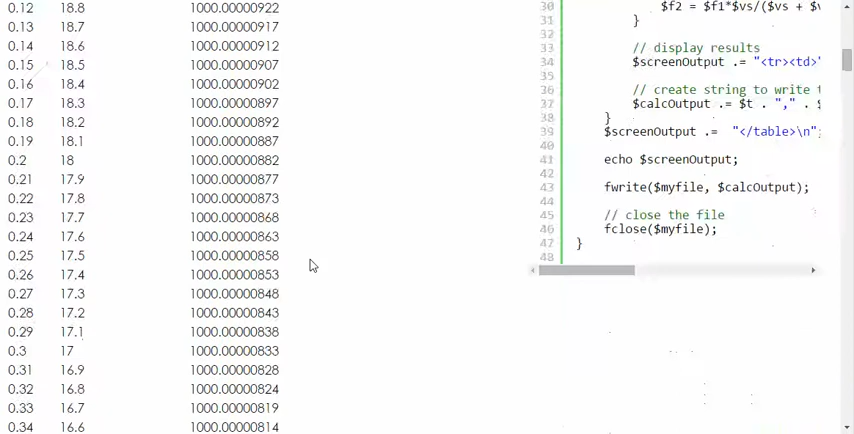 0.12 18.8 1000.00000922
0.13 18.7 1000.00000917
0.14 18.6 1000.00000912
0.15 18.5 1000.00000907
0.16 18.4 1000.00000902
0.17 18.3 1000.00000897
0.18 18.2 1000.00000892
0.19 18.1 1000.00000887
0.2 18 1000.00000882
0.21 17.9 1000.00000877
0.22 17.8 1000.00000873
0.23 17.7 1000.00000868
0.24 17.6 1000.00000863
0.25 17.5 1000.00000858
0.26 17.4 1000.00000853
0.27 17.3 1000.00000848
0.28 17.2 1000.00000843
0.29 17.1 1000.00000838
0.3 17 1000.00000833
0.31 16.9 1000.00000828
0.32 16.8 1000.00000824
0.33 16.7 1000.00000819
0.34 16.6 1000.00000814
30 $f2 = $f1*$vs/($vs + $v
31 }
32
33 // display results
34 $screenOutput .= "<tr><td>"
35
36 // create string to write t
37 $calcOutput .= $t . "," . $
38 }
39 $screenOutput .= "</table>\n";
40
41 echo $screenOutput;
42
43 fwrite($myfile, $calcOutput);
44
45 // close the file
46 fclose($myfile);
47 }
48